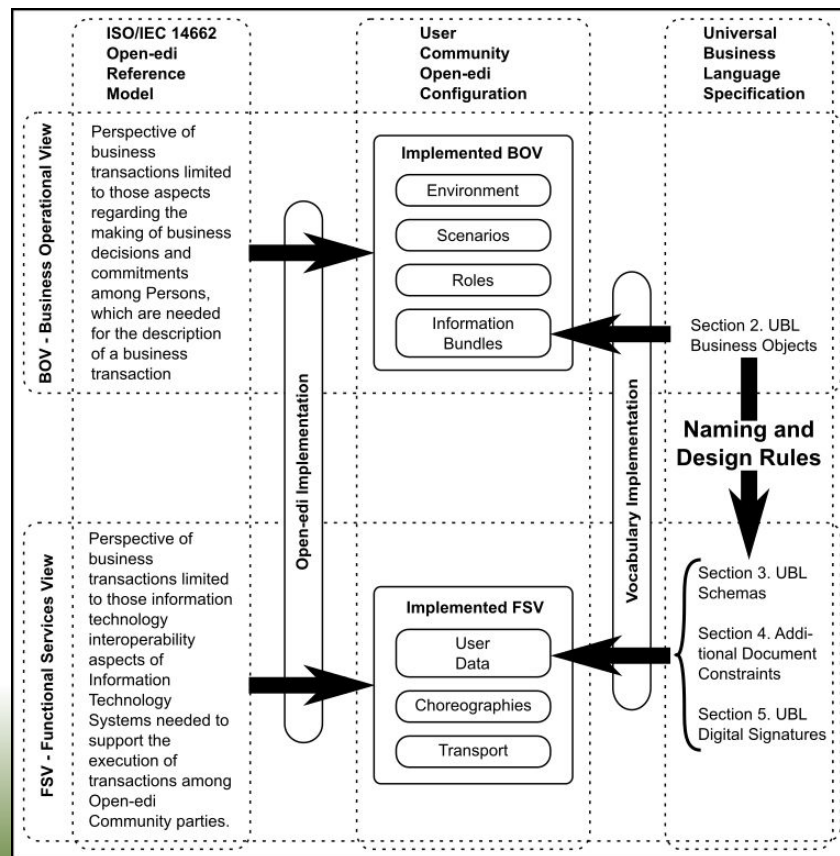 ISO/IEC 14662
Open-edi
Reference
Model
User
Community
Open-edi
Configuration
Universal
Business
Language
Specification
BOV - Business Operational View
Perspective of
business
transactions limited
to those aspects
regarding the
making of business
decisions and
commitments
among Persons,
which are needed
for the description
of a business
transaction
Open-edi Implementation
Implemented BOV
Environment
Scenarios
Roles
Information
Bundles
Vocabulary Implementation
Section 2. UBL
Business Objects
Naming and
Design Rules
FSV - Functional Services View
Perspective of
business
transactions limited
to those information
technology
interoperability
aspects of
Information
Technology
Systems needed to
support the
execution of
transactions among
Open-edi
Community parties.
Implemented FSV
User
Data
Choreographies
Transport
Section 3. UBL
Schemas
Section 4. Addi-
tional Document
Constraints
Section 5. UBL
Digital Signatures